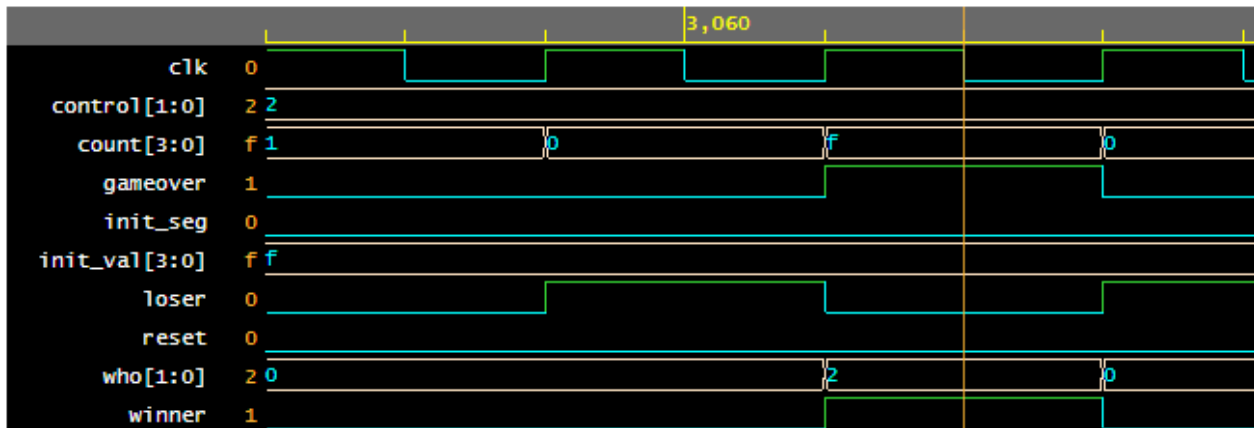 3,060
clk 0
control[1:0] 2 2
count[3:0] f 1 0 f 0
gameover 1
init_seg 0
init_val[3:0] f f
loser 0
reset 0
who[1:0] 2 0 2 0
winner 1